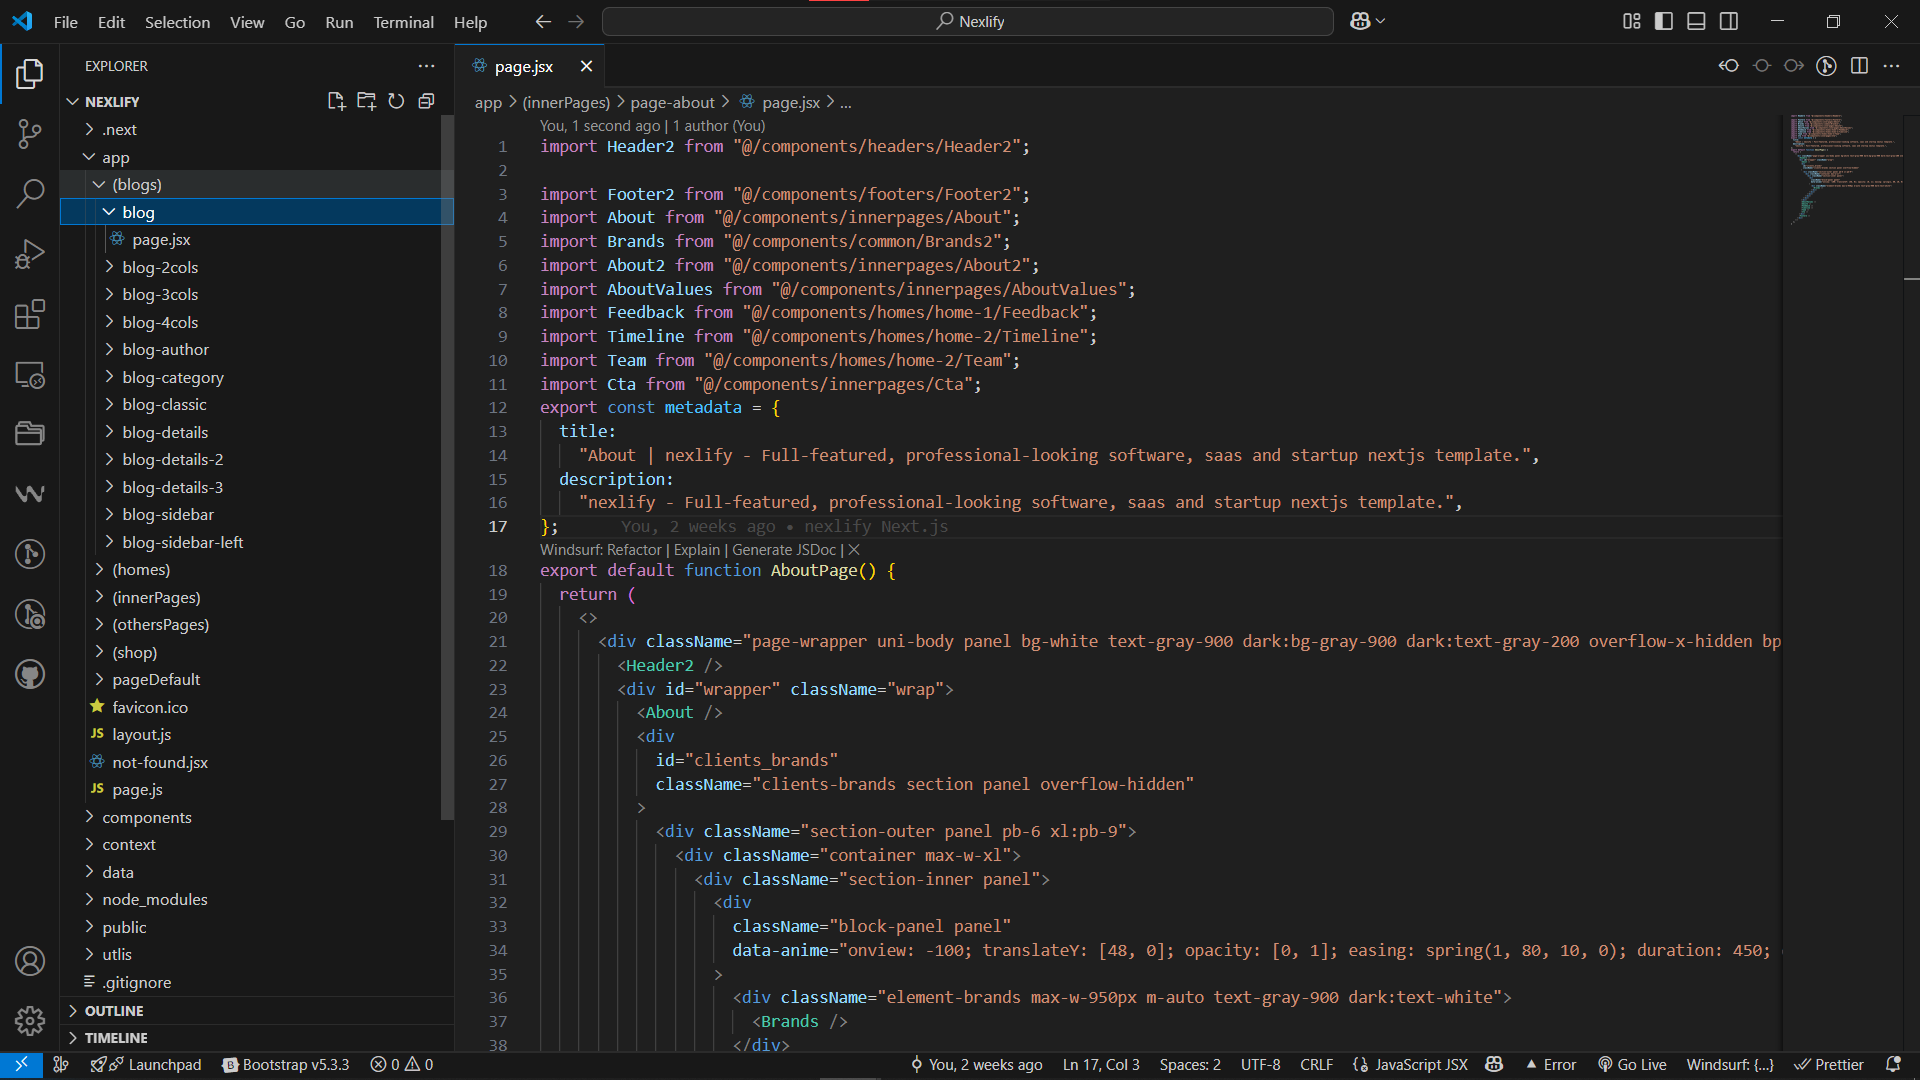 File Edit Selection View Go Run Terminal Help
Nexlify
EXPLORER
NEXLIFY
.next
app
(blogs)
blog
page.jsx
blog-2cols
blog-3cols
blog-4cols
blog-author
blog-category
blog-classic
blog-details
blog-details-2
blog-details-3
blog-sidebar
blog-sidebar-left
(homes)
(innerPages)
(othersPages)
(shop)
pageDefault
favicon.ico
JS layout.js
not-found.jsx
JS page.js
components
context
data
node_modules
public
utlis
.gitignore
OUTLINE
TIMELINE
page.jsx
app > (innerPages) > page-about > page.jsx > ...
You, 1 second ago | 1 author (You)
1 import Header2 from "@/components/headers/Header2";
2
3 import Footer2 from "@/components/footers/Footer2";
4 import About from "@/components/innerpages/About";
5 import Brands from "@/components/common/Brands2";
6 import About2 from "@/components/innerpages/About2";
7 import AboutValues from "@/components/innerpages/AboutValues";
8 import Feedback from "@/components/homes/home-1/Feedback";
9 import Timeline from "@/components/homes/home-2/Timeline";
10 import Team from "@/components/homes/home-2/Team";
11 import Cta from "@/components/innerpages/Cta";
12 export const metadata = {
13 title:
14 "About | nexlify - Full-featured, professional-looking software, saas and startup nextjs template.",
15 description:
16 "nexlify - Full-featured, professional-looking software, saas and startup nextjs template.",
17 }; You, 2 weeks ago • nexlify Next.js
Windsurf: Refactor | Explain | Generate JSDoc | X
18 export default function AboutPage() {
19 return (
20 <>
21 <div className="page-wrapper uni-body panel bg-white text-gray-900 dark:bg-gray-900 dark:text-gray-200 overflow-x-hidden bp
22 <Header2 />
23 <div id="wrapper" className="wrap">
24 <About />
25 <div
26 id="clients_brands"
27 className="clients-brands section panel overflow-hidden"
28 >
29 <div className="section-outer panel pb-6 xl:pb-9">
30 <div className="container max-w-xl">
31 <div className="section-inner panel">
32 <div
33 className="block-panel panel"
34 data-anime="onview: -100; translateY: [48, 0]; opacity: [0, 1]; easing: spring(1, 80, 10, 0); duration: 450;
35 >
36 <div className="element-brands max-w-950px m-auto text-gray-900 dark:text-white">
37 <Brands />
38 </div>
Launchpad B Bootstrap v5.3.3 0 0 You, 2 weeks ago Ln 17, Col 3 Spaces: 2 UTF-8 CRLF {} JavaScript JSX Error Go Live Windsurf: {...} Prettier